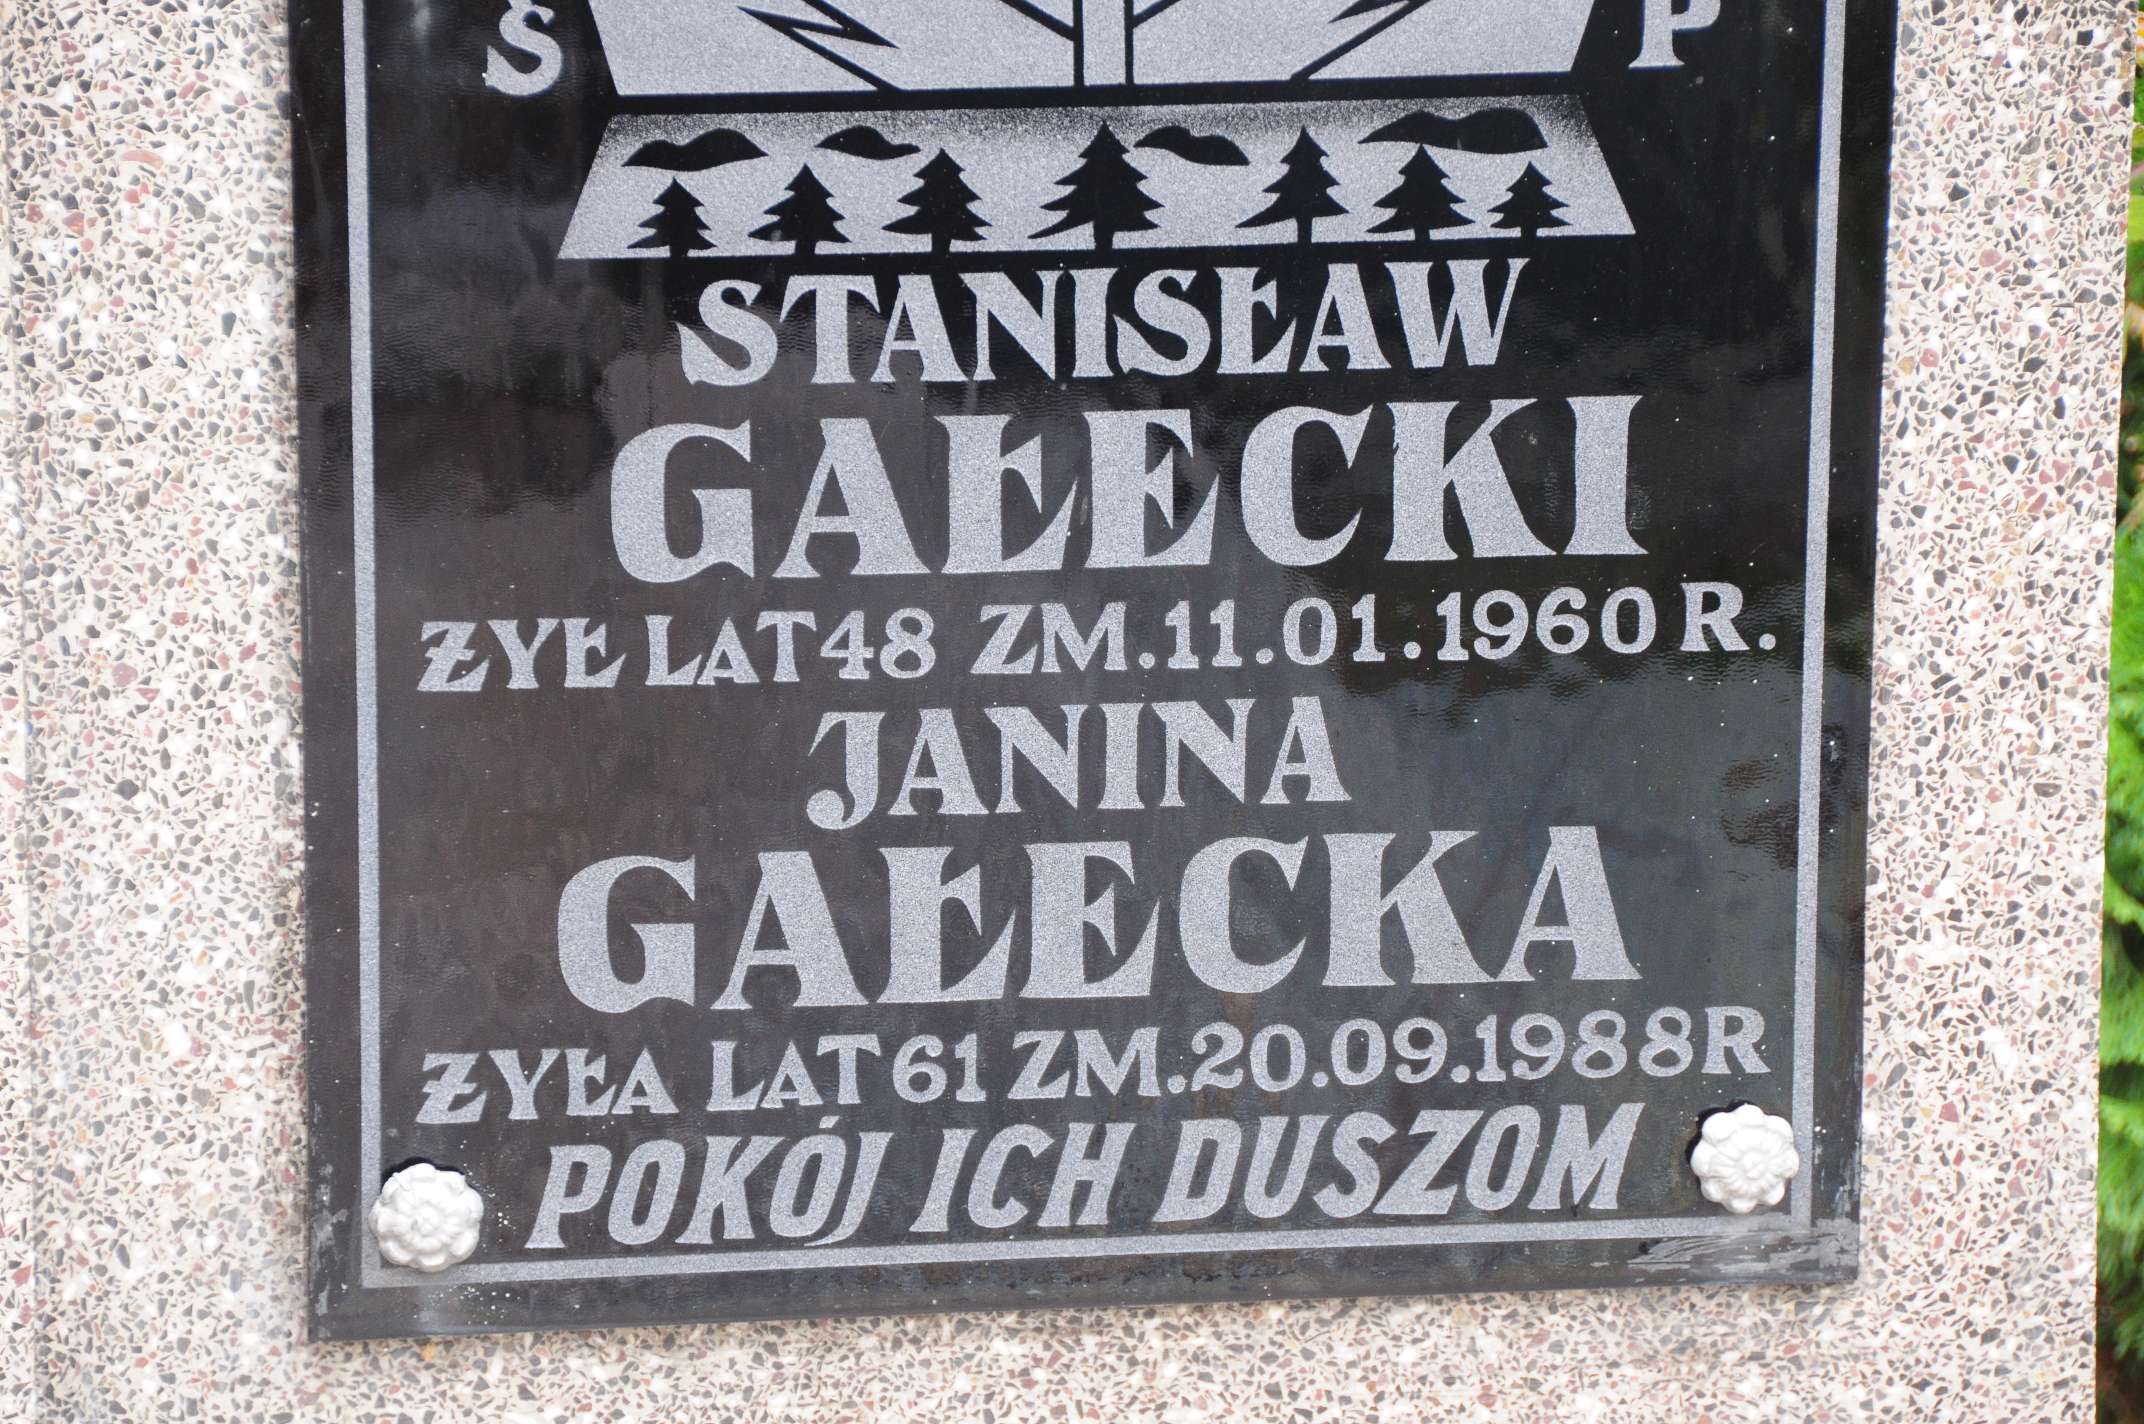 Ś P
STANISŁAW
GAŁECKI
ŻYŁ LAT 48 ZM. 11.01.1960 R.
JANINA
GAŁECKA
ŻYŁA LAT 61 ZM. 20.09.1988 R
POKÓJ ICH DUSZOM